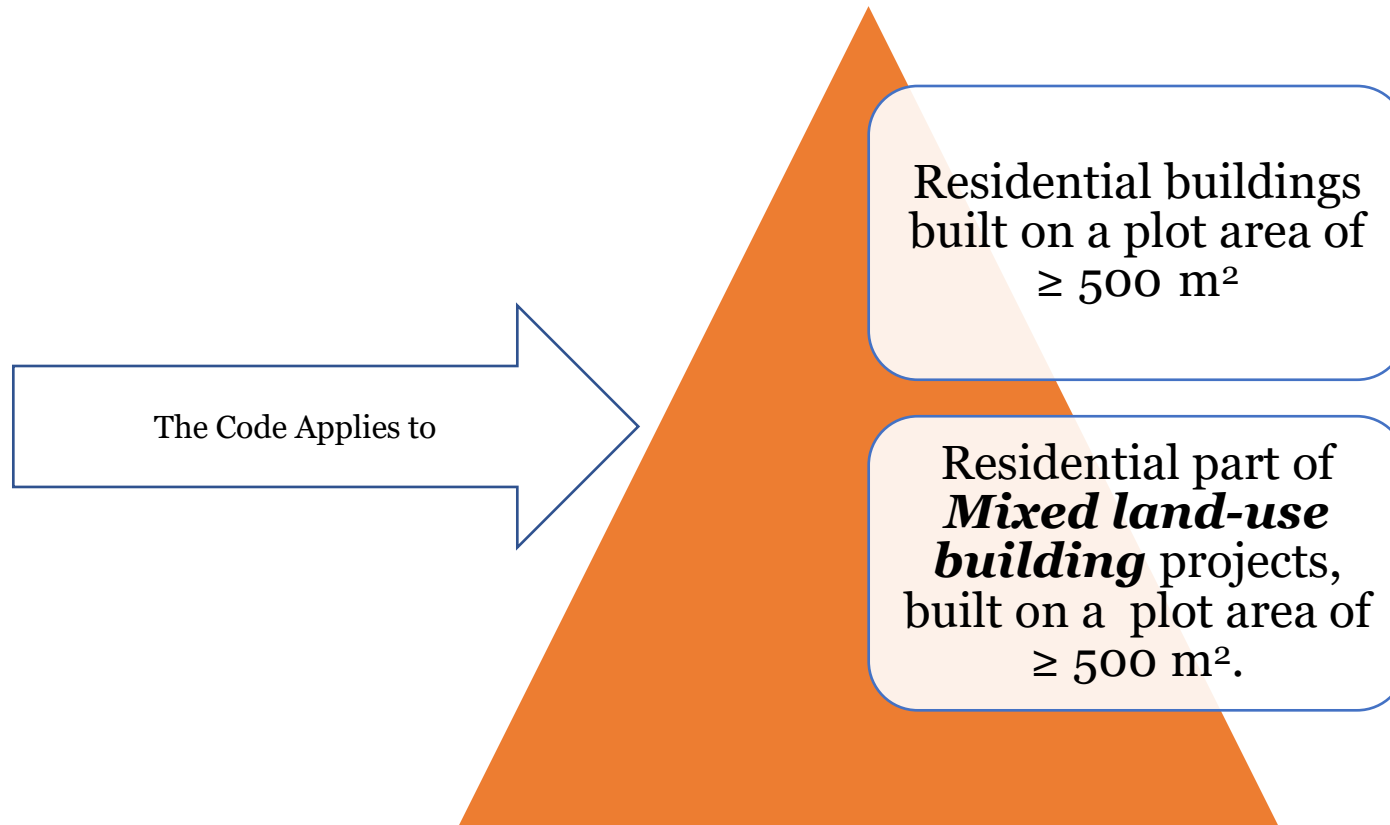 The Code Applies to
Residential buildings
built on a plot area of
≥ 500 m²
Residential part of
Mixed land-use
building projects,
built on a plot area of
≥ 500 m².